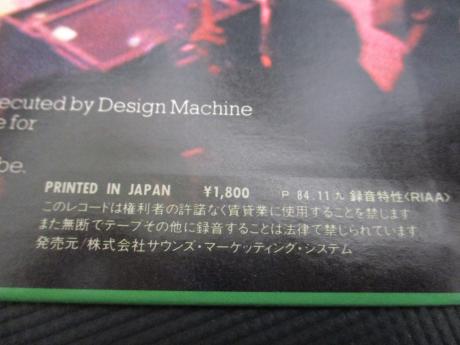 ecuted by Design Machine
e for
be.
PRINTED IN JAPAN ¥1,800 P 84.11 九 録音特性<RIAA>
このレコードは権利者の許諾なく賃貸業に使用することを禁じます
また無断でテープその他に録音することは法律で禁じられています.
発売元/株式会社サウンズ・マーケッティング・システム